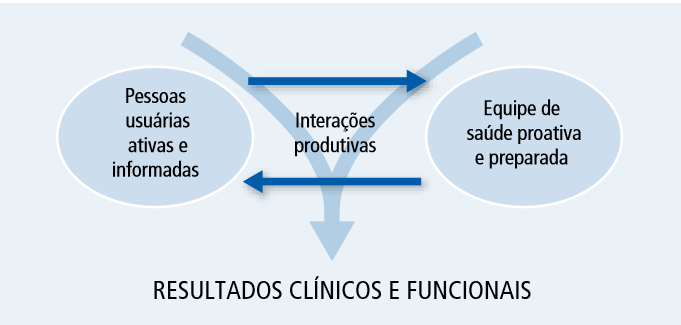 Pessoas
usuárias
ativas e
informadas
Interações
produtivas
Equipe de
saúde proativa
e preparada
RESULTADOS CLÍNICOS E FUNCIONAIS